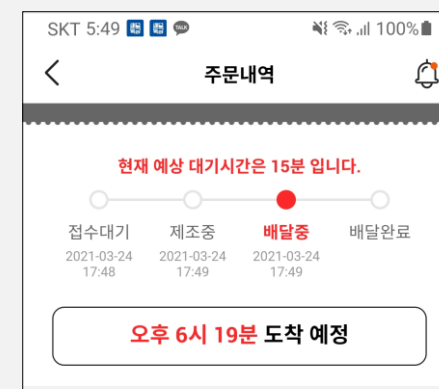 SKT 5:49 TALK 100%
주문내역
현재 예상 대기시간은 15분 입니다.
접수대기 제조중 배달중 배달완료
2021-03-24 2021-03-24 2021-03-24
17:48 17:49 17:49
오후 6시 19분 도착 예정